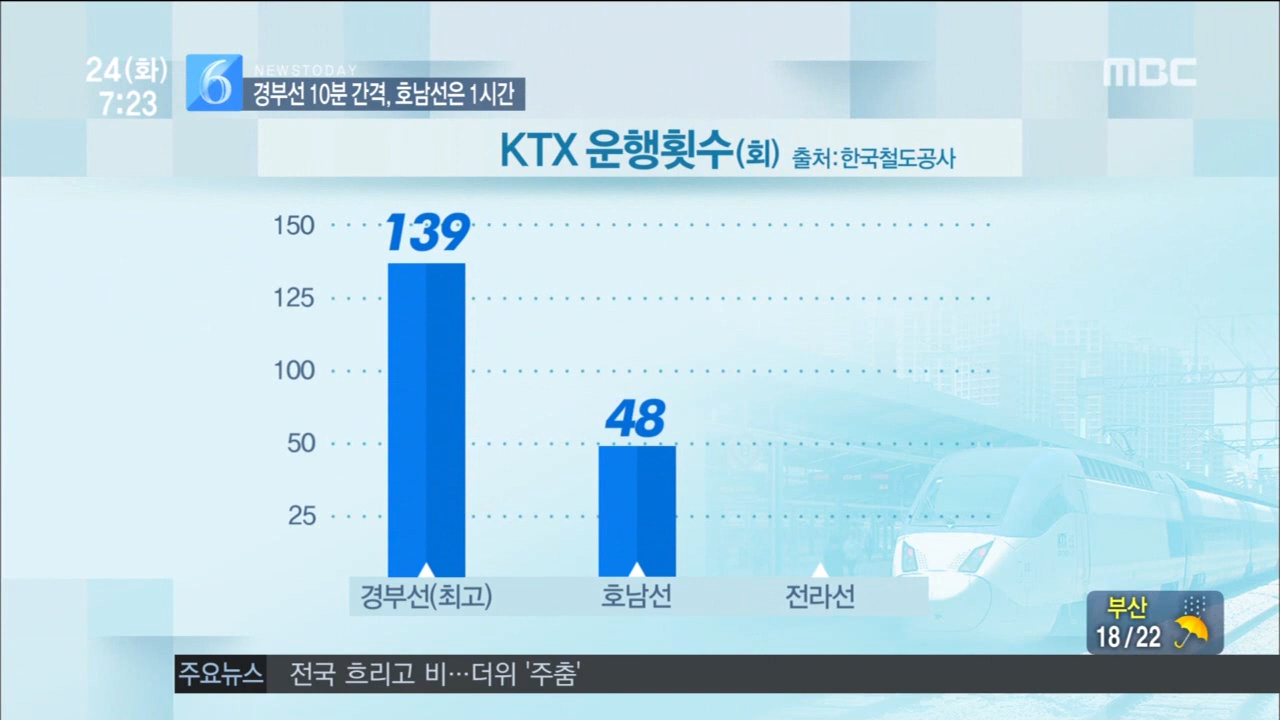 24(화)
7:23
6
NEWSTODAY
경부선 10분 간격, 호남선은 1시간
MBC
KTX 운행횟수(회) 출처:한국철도공사
150
139
125
100
48
50
25
경부선(최고) 호남선 전라선
부산
18/22
주요뉴스 전국 흐리고 비…더위 '주춤'